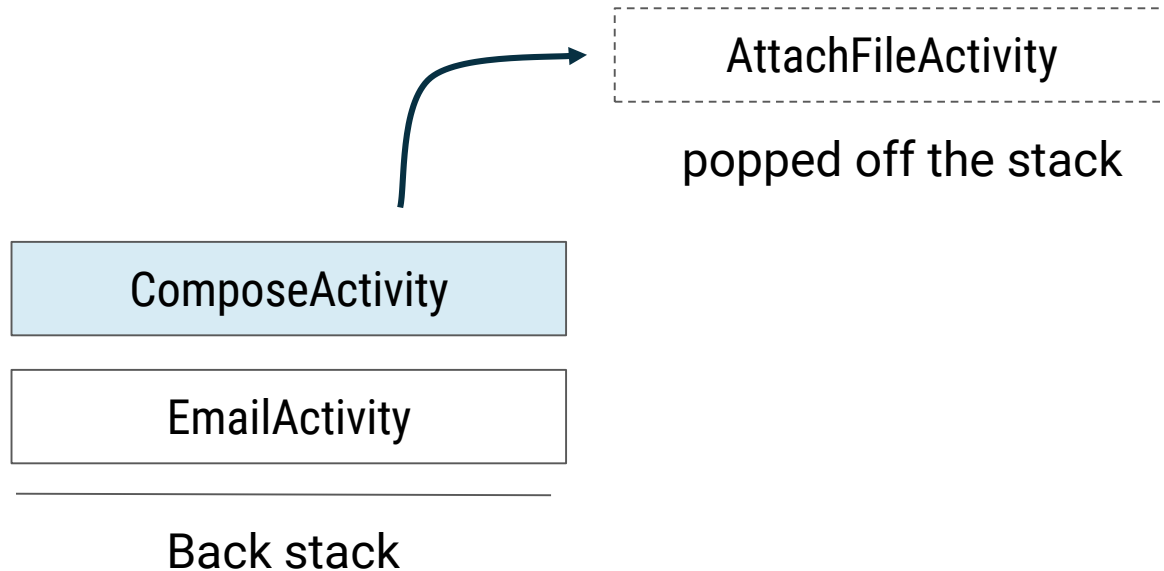 AttachFileActivity
popped off the stack
ComposeActivity
EmailActivity
Back stack